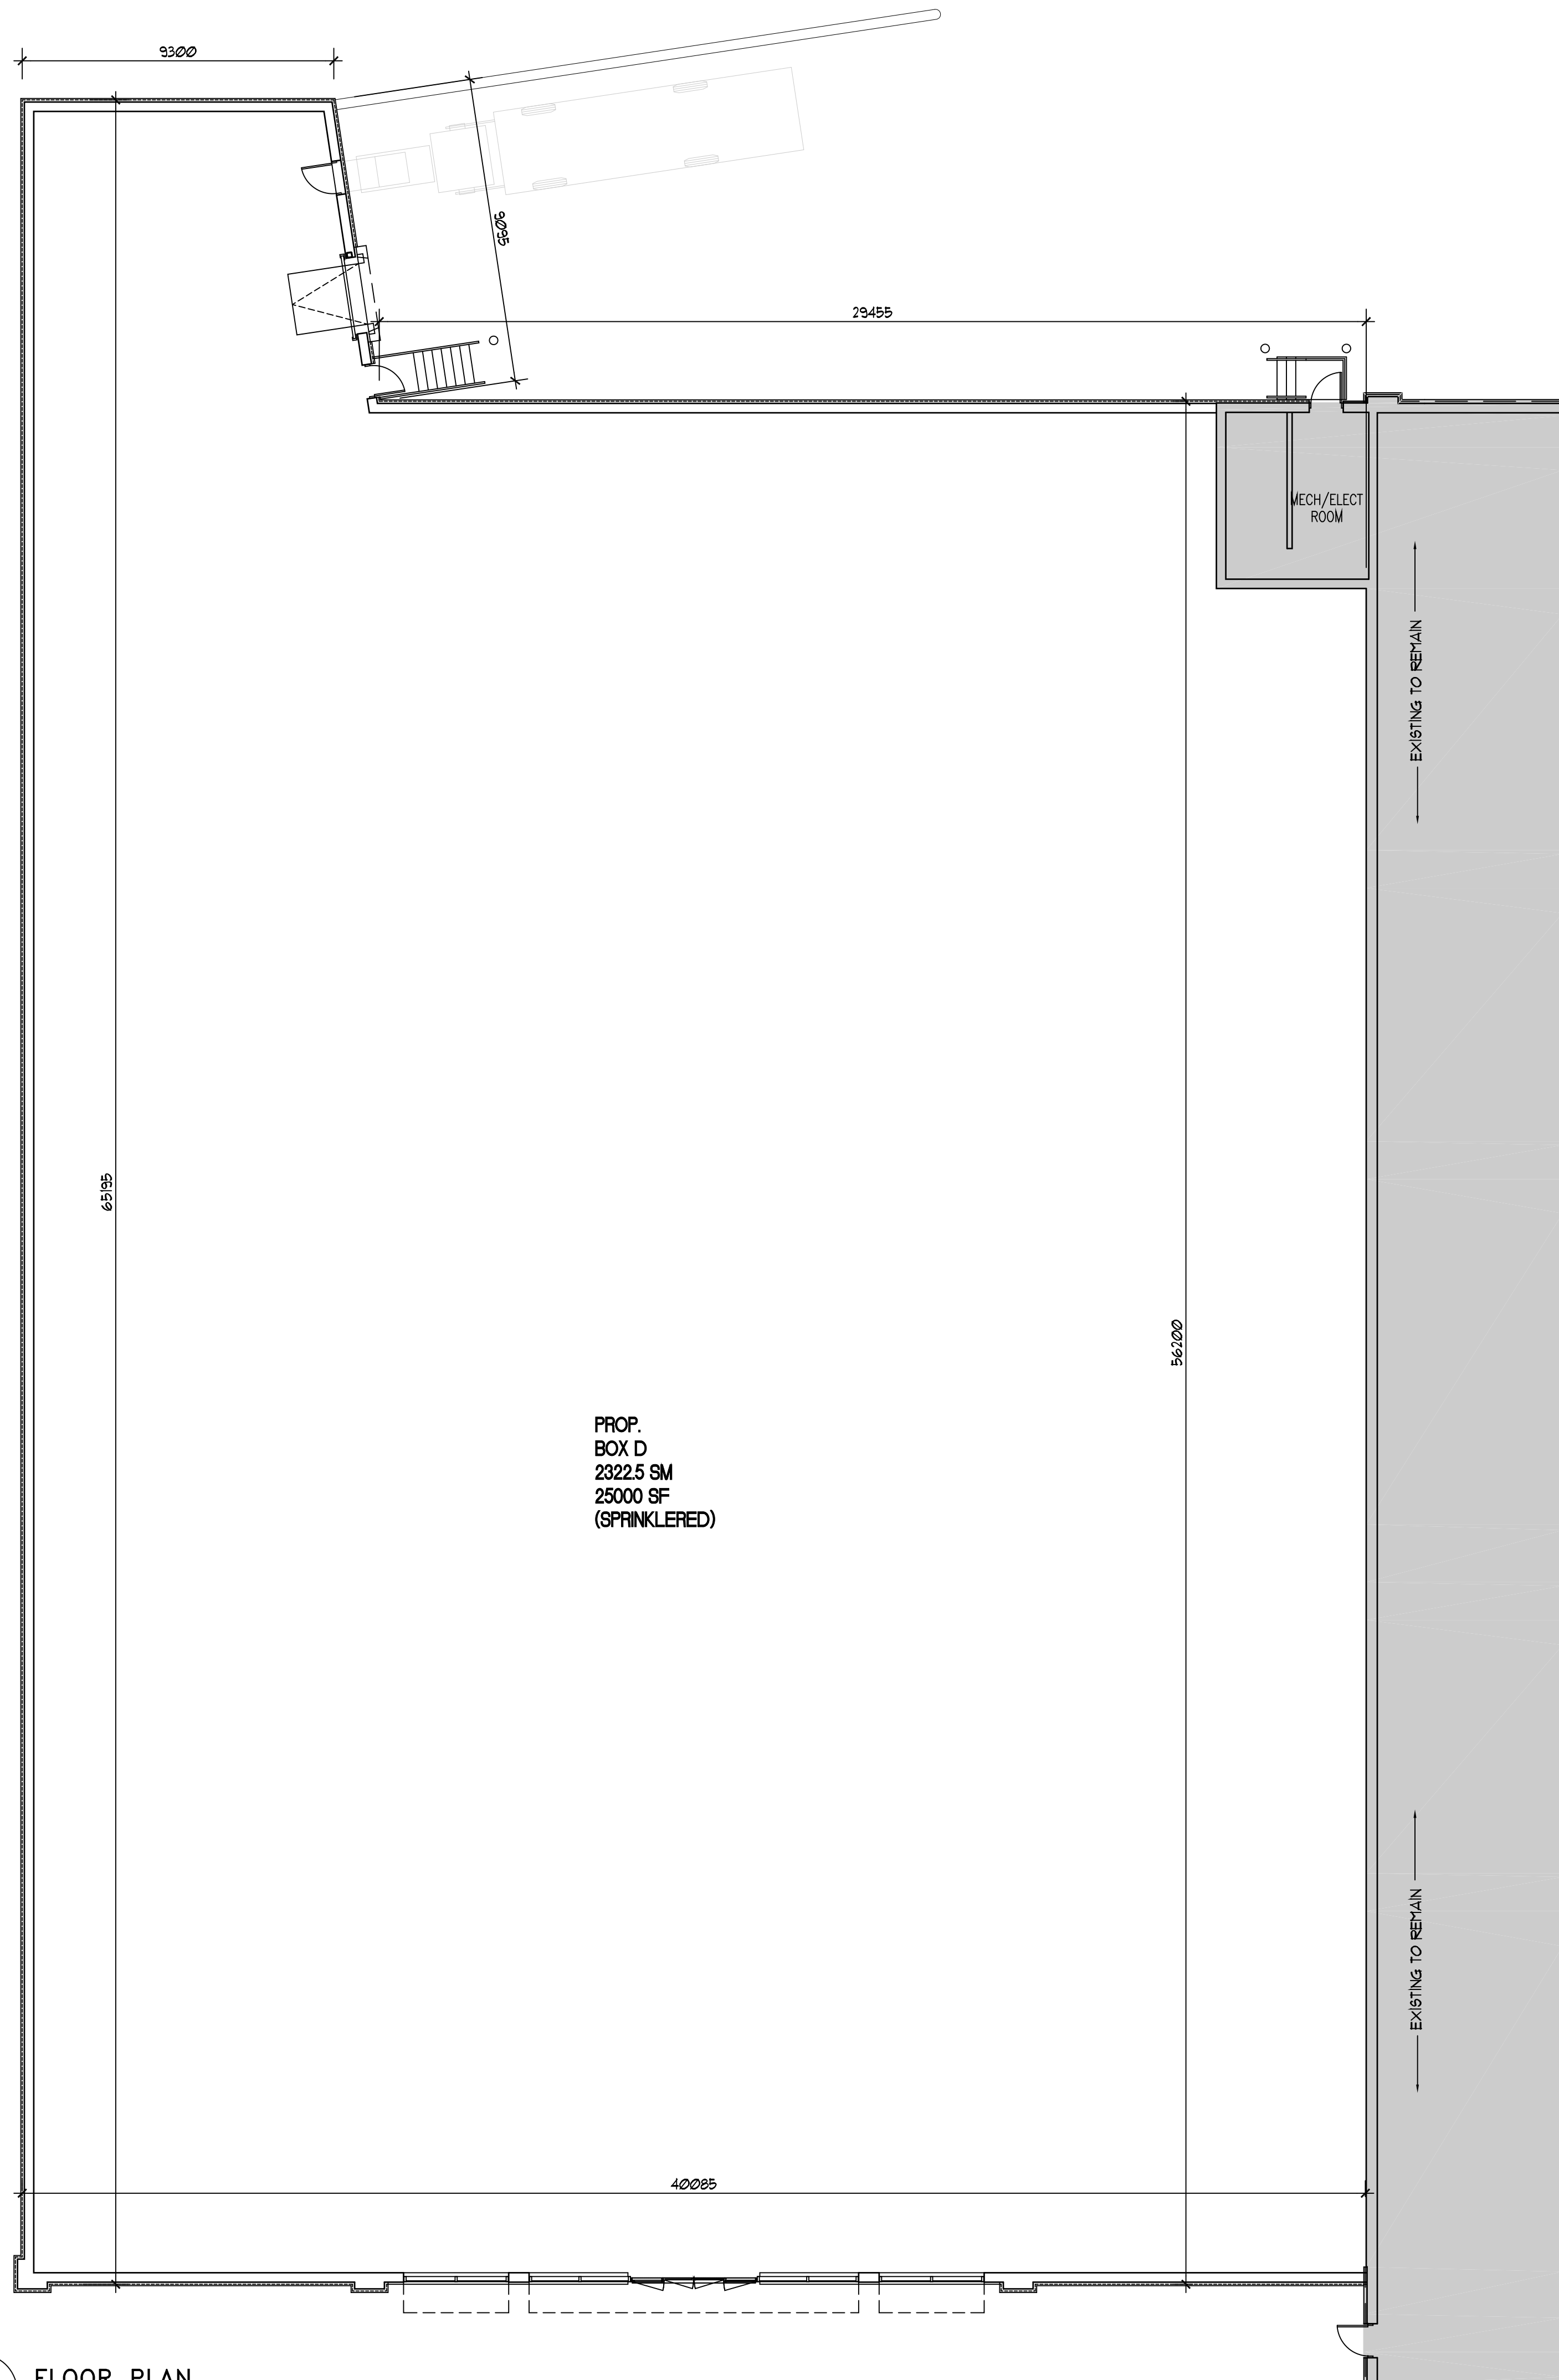 9300
9095
29455
MECH/ELECT
ROOM
EXISTING TO REMAIN
65195
56200
PROP.
BOX D
2322.5 SM
25000 SF
(SPRINKLERED)
EXISTING TO REMAIN
40085
FLOOR PLAN